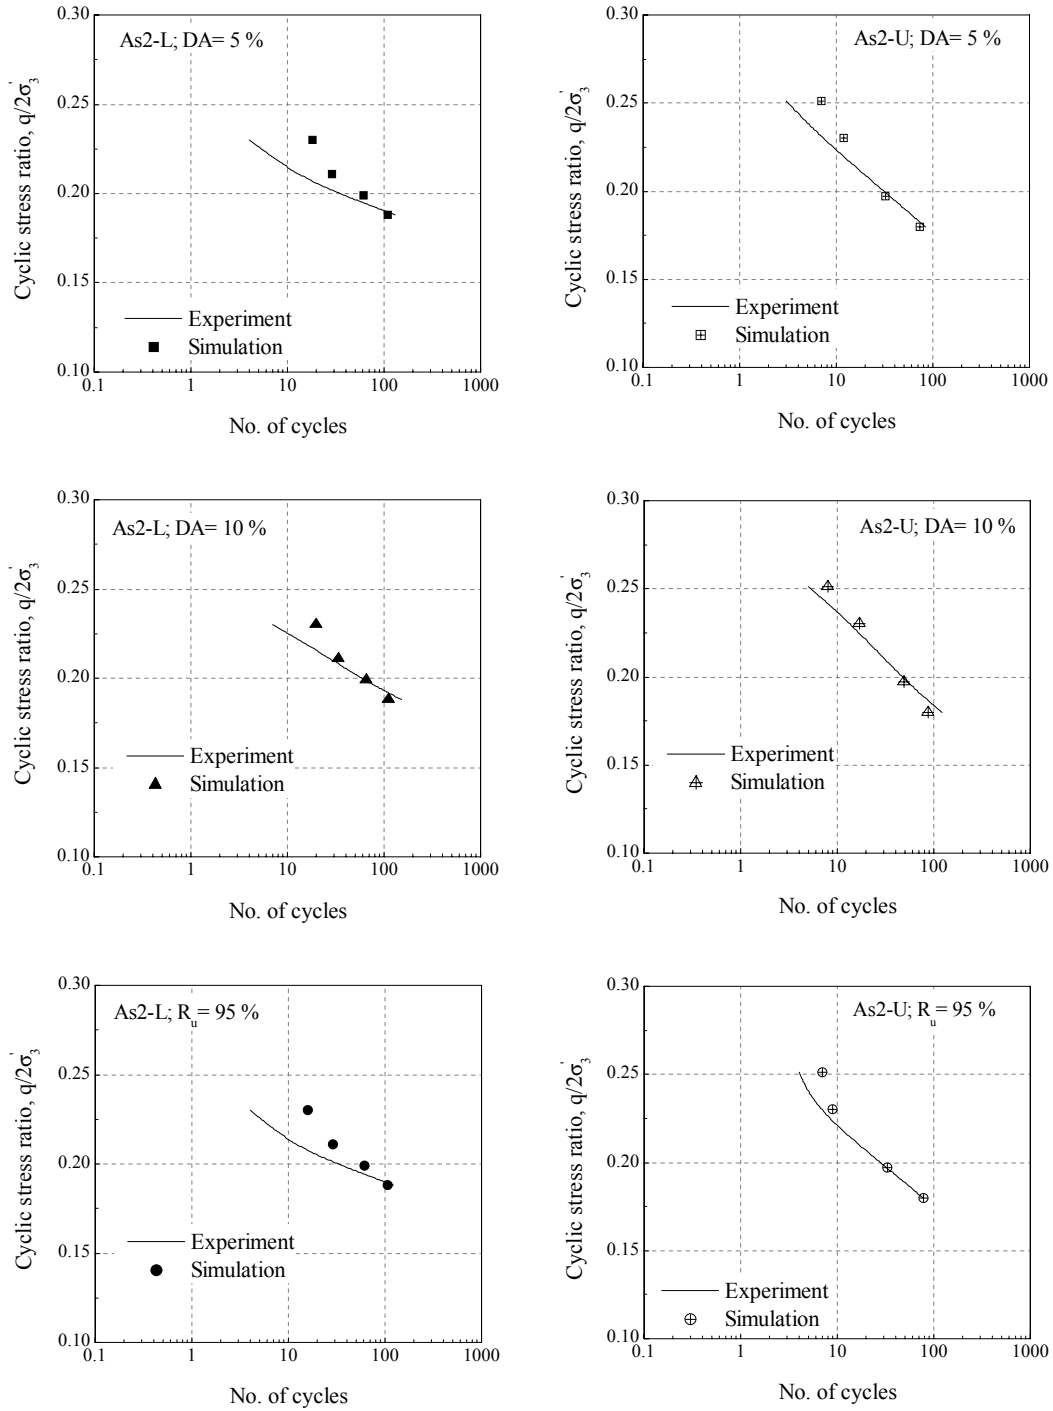 As2-L; DA= 5 %
Cyclic stress ratio, q/2σ₃'
0.30
0.25
0.20
0.15
0.10
Experiment
Simulation
0.1 1 10 100 1000
No. of cycles
As2-U; DA= 5 %
Cyclic stress ratio, q/2σ₃'
0.30
0.25
0.20
0.15
0.10
Experiment
Simulation
0.1 1 10 100 1000
No. of cycles
As2-L; DA= 10 %
Cyclic stress ratio, q/2σ₃'
0.30
0.25
0.20
0.15
0.10
Experiment
Simulation
0.1 1 10 100 1000
No. of cycles
As2-U; DA= 10 %
Cyclic stress ratio, q/2σ₃'
0.30
0.25
0.20
0.15
0.10
Experiment
Simulation
0.1 1 10 100 1000
No. of cycles
As2-L; Rᵤ= 95 %
Cyclic stress ratio, q/2σ₃'
0.30
0.25
0.20
0.15
0.10
Experiment
Simulation
0.1 1 10 100 1000
No. of cycles
As2-U; Rᵤ= 95 %
Cyclic stress ratio, q/2σ₃'
0.30
0.25
0.20
0.15
0.10
Experiment
Simulation
0.1 1 10 100 1000
No. of cycles